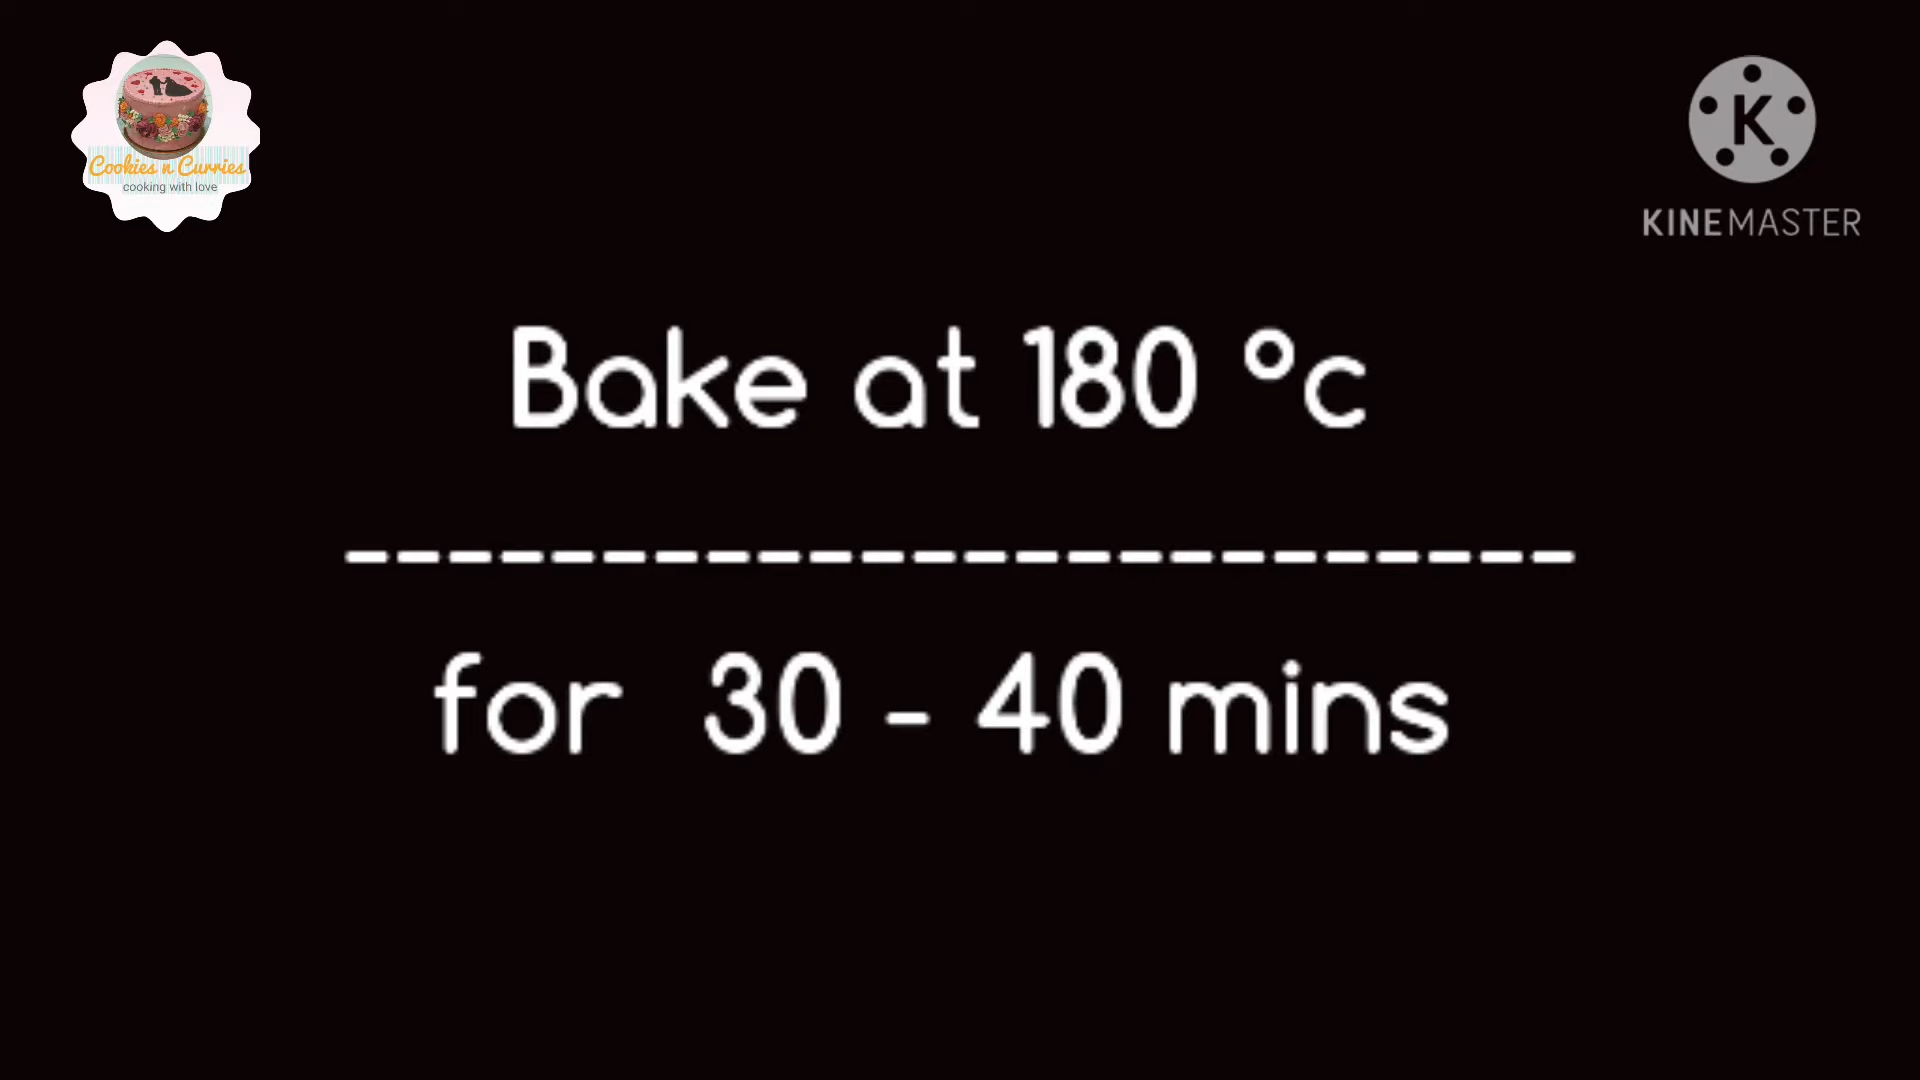 Cookies n Curries
cooking with love
K
KINEMASTER
Bake at 180 °c
------------------------
for 30 - 40 mins